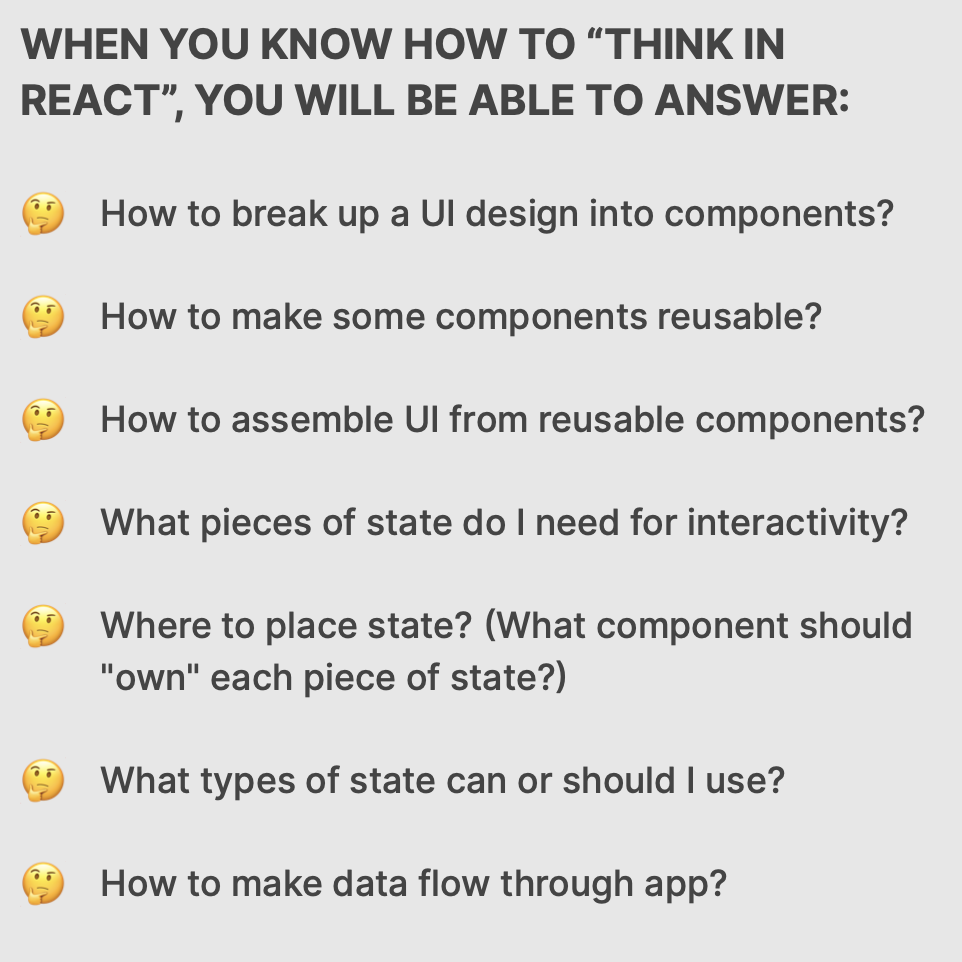 WHEN YOU KNOW HOW TO “THINK IN
REACT”, YOU WILL BE ABLE TO ANSWER:
🤔 How to break up a UI design into components?
🤔 How to make some components reusable?
🤔 How to assemble UI from reusable components?
🤔 What pieces of state do I need for interactivity?
🤔 Where to place state? (What component should
"own" each piece of state?)
🤔 What types of state can or should I use?
🤔 How to make data flow through app?